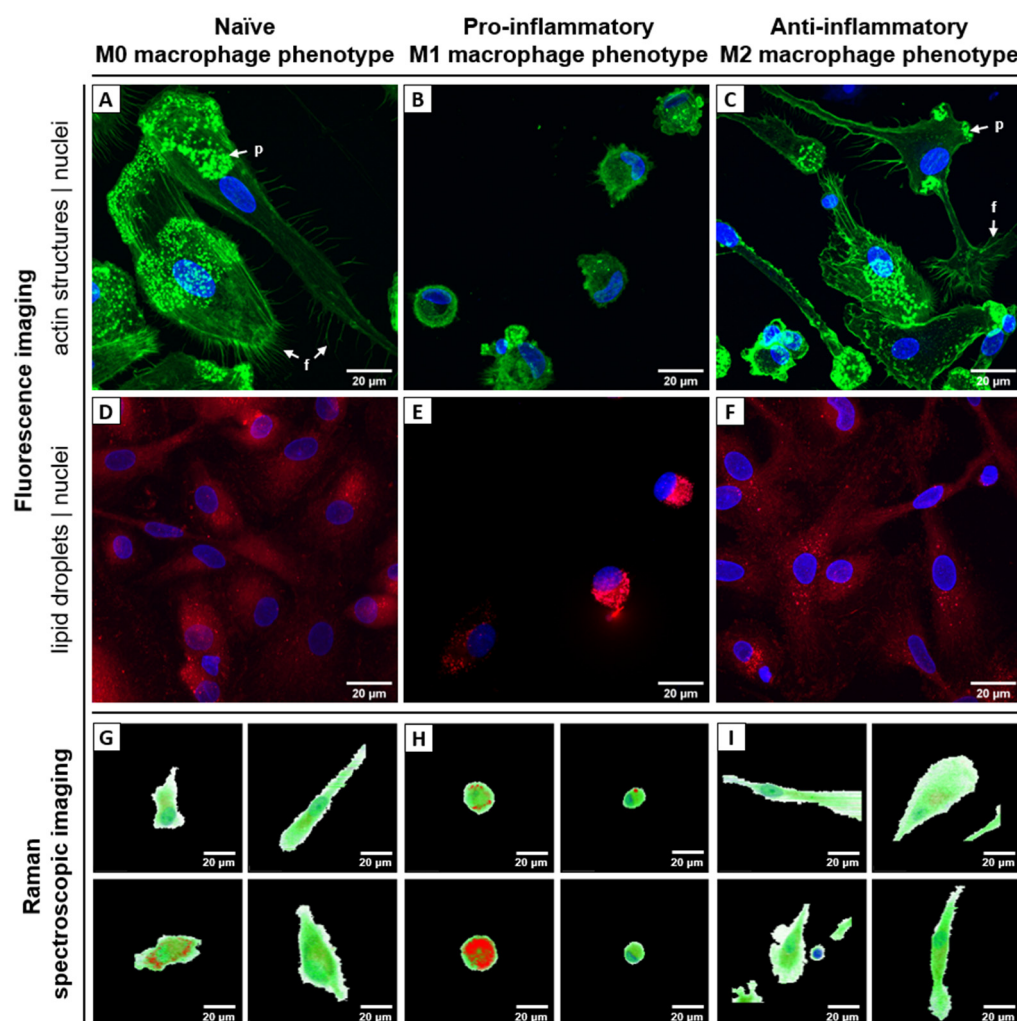 Naïve
M0 macrophage phenotype
Pro-inflammatory
M1 macrophage phenotype
Anti-inflammatory
M2 macrophage phenotype
Fluorescence imaging
actin structures | nuclei
A
p
f
20 µm
B
20 µm
C
p
f
20 µm
lipid droplets | nuclei
D
20 µm
E
20 µm
F
20 µm
Raman
spectroscopic imaging
G
20 µm
20 µm
H
20 µm
20 µm
I
20 µm
20 µm
20 µm
20 µm
20 µm
20 µm
20 µm
20 µm